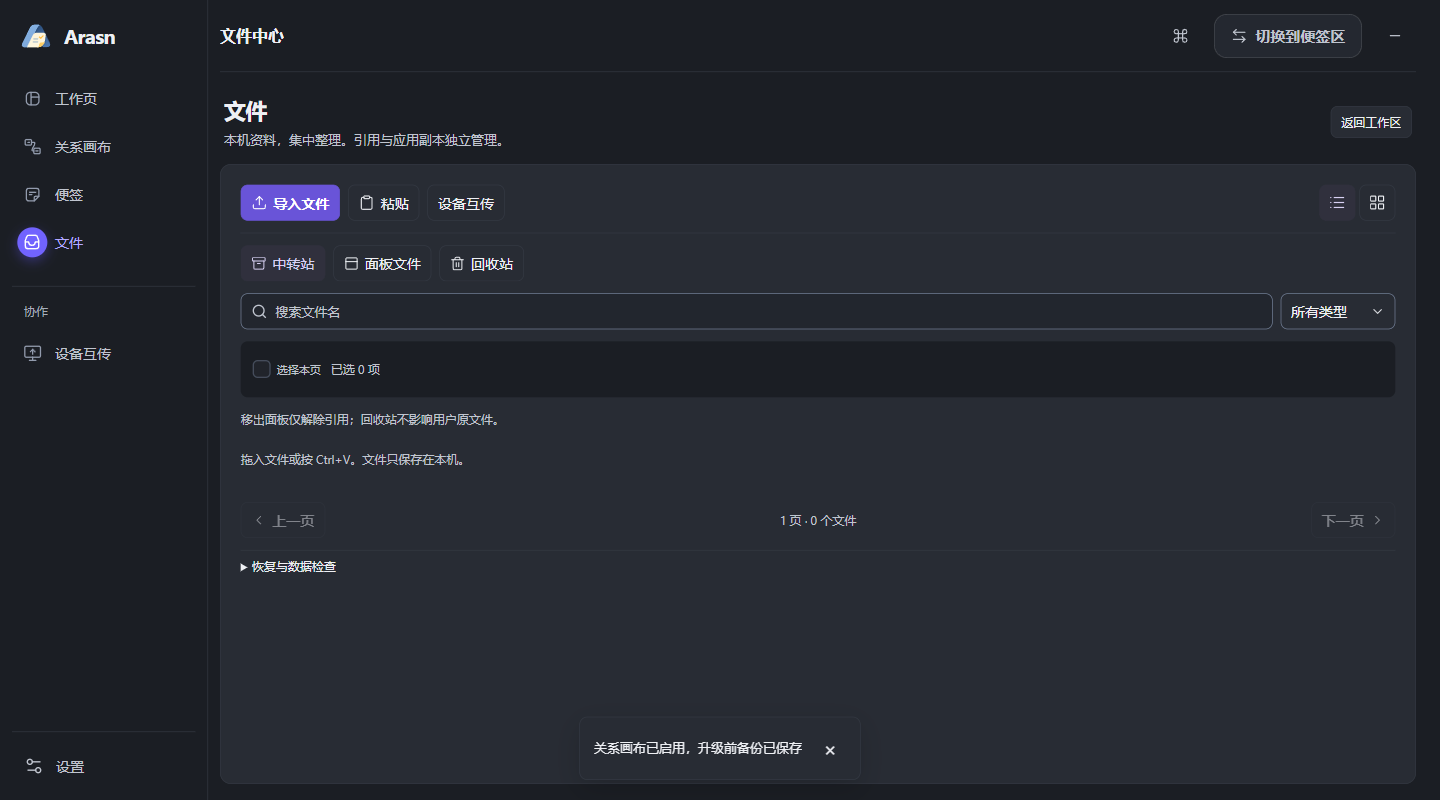 Arasn
文件中心
切换到便签区
工作页
关系画布
便签
文件
协作
设备互传
设置
文件
本机资料，集中整理。引用与应用副本独立管理。
返回工作区
导入文件
粘贴
设备互传
中转站
面板文件
回收站
搜索文件名
所有类型
选择本页 已选 0 项
移出面板仅解除引用；回收站不影响用户原文件。
拖入文件或按 Ctrl+V。文件只保存在本机。
上一页
1 页 · 0 个文件
下一页
恢复与数据检查
关系画布已启用，升级前备份已保存